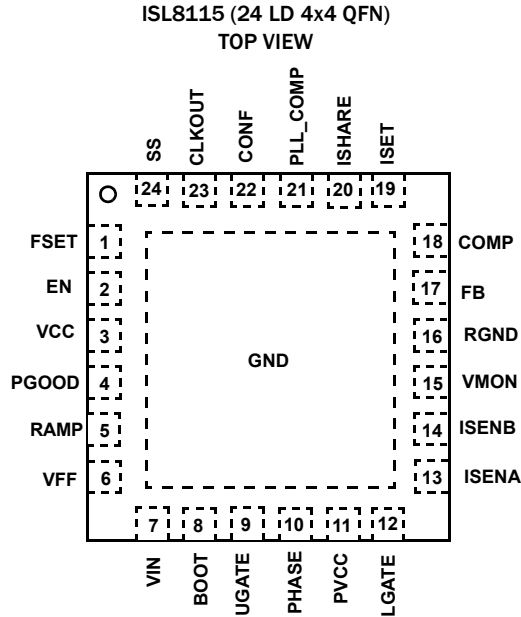 ISL8115 (24 LD 4x4 QFN)
TOP VIEW
SS
CLKOUT
CONF
PLL_COMP
ISHARE
ISET
24
23
22
21
20
19
FSET 1
EN 2
VCC 3
PGOOD 4
RAMP 5
VFF 6
GND
18 COMP
17 FB
16 RGND
15 VMON
14 ISENB
13 ISENA
7
8
9
10
11
12
VIN
BOOT
UGATE
PHASE
PVCC
LGATE